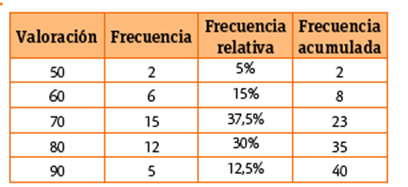 Valoración Frecuencia Frecuencia relativa Frecuencia acumulada
50 2 5% 2
60 6 15% 8
70 15 37,5% 23
80 12 30% 35
90 5 12,5% 40